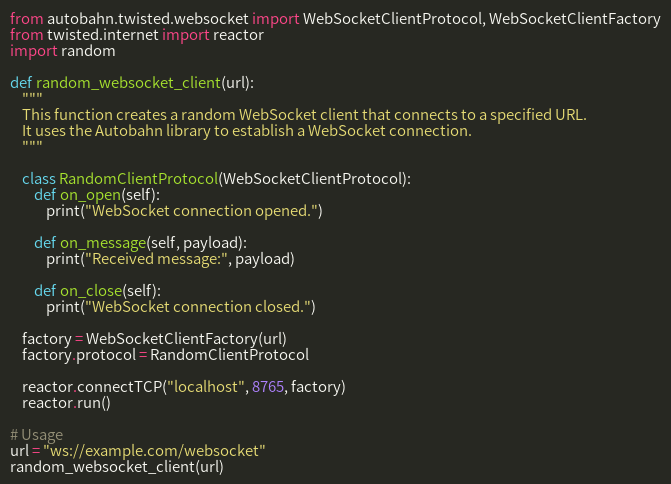 from autobahn.twisted.websocket import WebSocketClientProtocol, WebSocketClientFactory
from twisted.internet import reactor
import random

def random_websocket_client(url):
    """
    This function creates a random WebSocket client that connects to a specified URL.
    It uses the Autobahn library to establish a WebSocket connection.
    """

    class RandomClientProtocol(WebSocketClientProtocol):
        def on_open(self):
            print("WebSocket connection opened.")

        def on_message(self, payload):
            print("Received message:", payload)

        def on_close(self):
            print("WebSocket connection closed.")

    factory = WebSocketClientFactory(url)
    factory.protocol = RandomClientProtocol

    reactor.connectTCP("localhost", 8765, factory)
    reactor.run()

# Usage
url = "ws://example.com/websocket"
random_websocket_client(url)